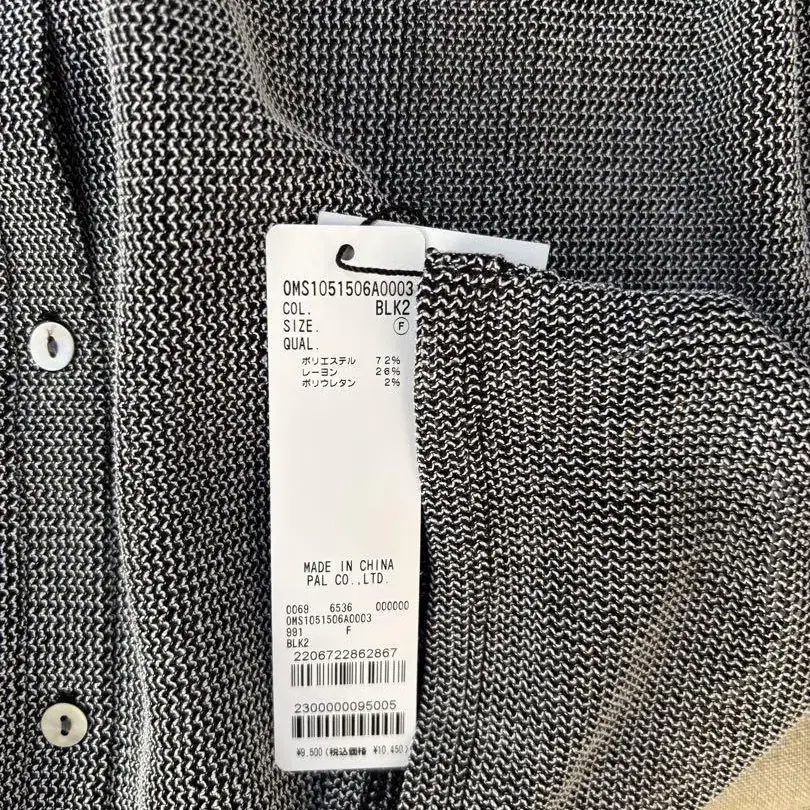 OMS1051506A0003
COL. BLK2
SIZE. F
QUAL.
ポリエステル 72%
レーヨン 26%
ポリウレタン 2%
MADE IN CHINA
PAL CO.,LTD.
0069 6536 000000
OMS1051506A0003
991 F
BLK2
2206722862867
2300000095005
¥9,500(税込価格 ¥10,450)